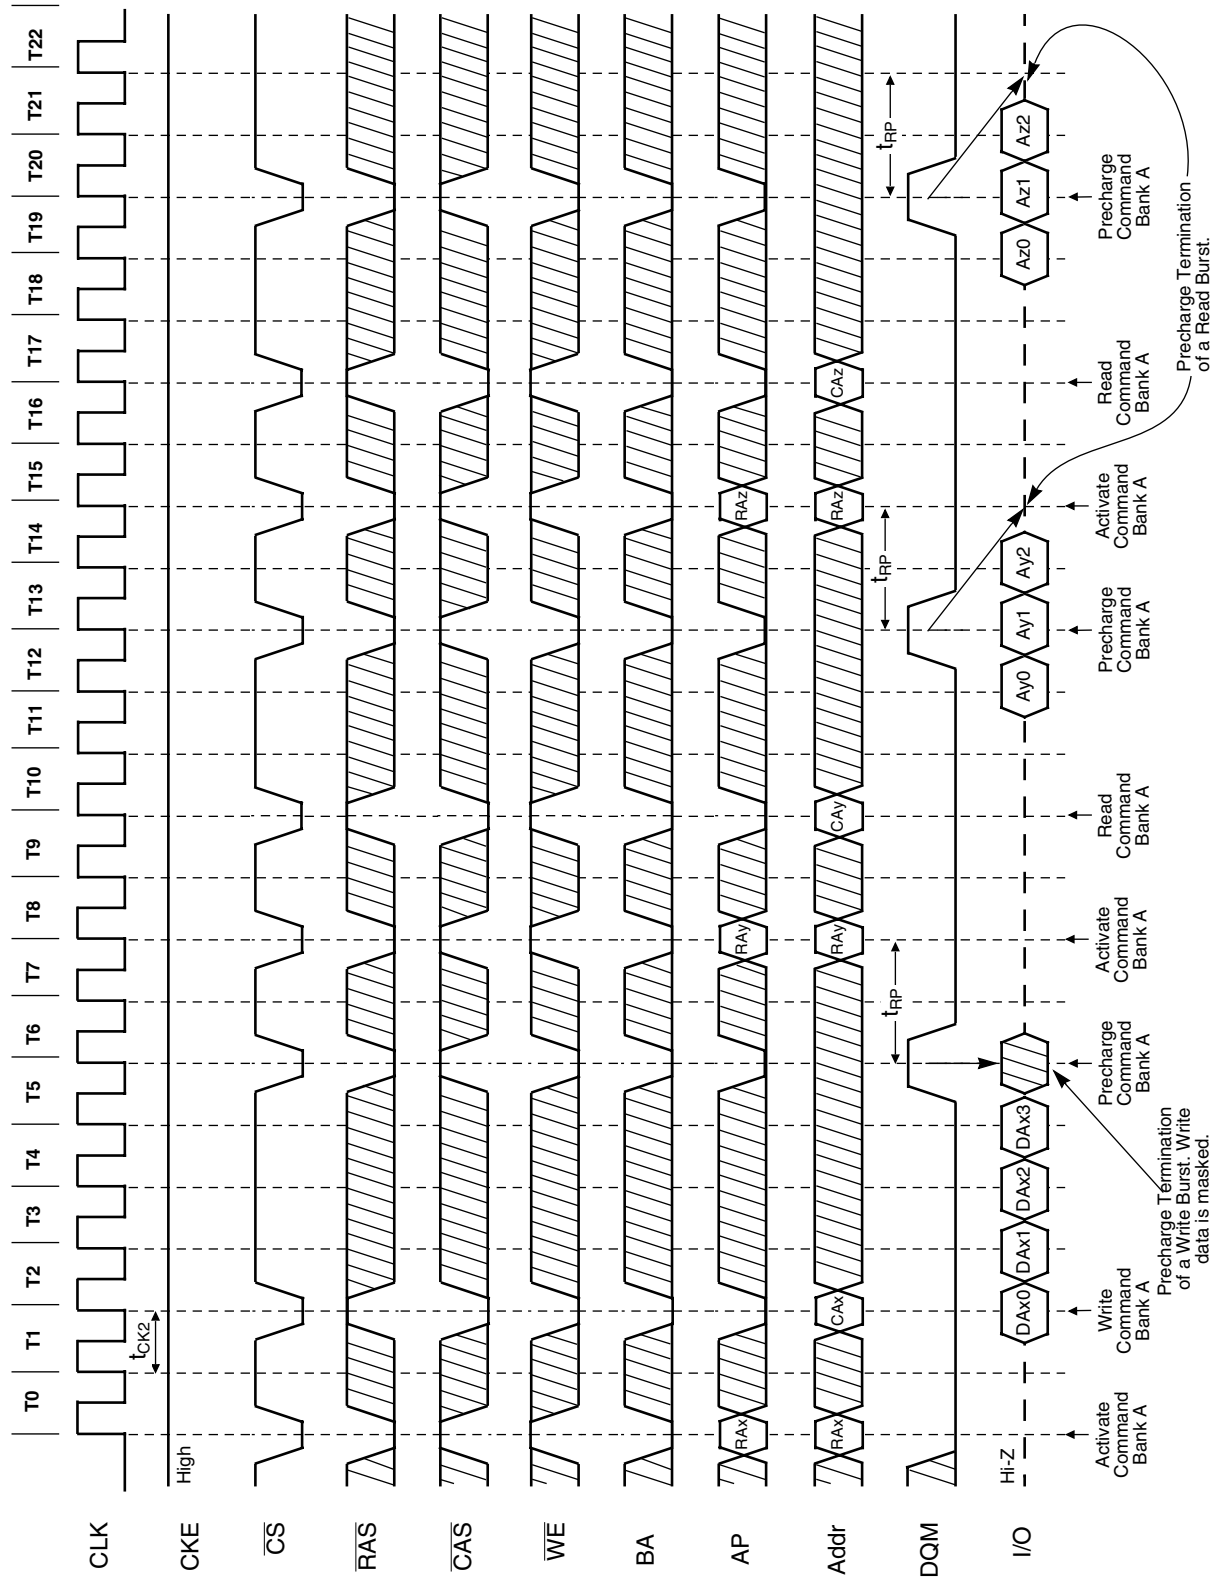 T0 T1 T2 T3 T4 T5 T6 T7 T8 T9 T10 T11 T12 T13 T14 T15 T16 T17 T18 T19 T20 T21 T22
CLK
tCK2
CKE
High
CS
RAS
CAS
WE
BA
AP
RAx RAy RAz
Addr
RAx CAx RAy CAy RAz CAz
tRP tRP tRP
DQM
I/O
Hi-Z
DAx0 DAx1 DAx2 DAx3 Ay0 Ay1 Ay2 Az0 Az1 Az2
Activate
Command
Bank A
Write
Command
Bank A
Precharge
Command
Bank A
Activate
Command
Bank A
Read
Command
Bank A
Precharge
Command
Bank A
Activate
Command
Bank A
Read
Command
Bank A
Precharge
Command
Bank A
Precharge Termination
of a Write Burst. Write
data is masked.
Precharge Termination
of a Read Burst.